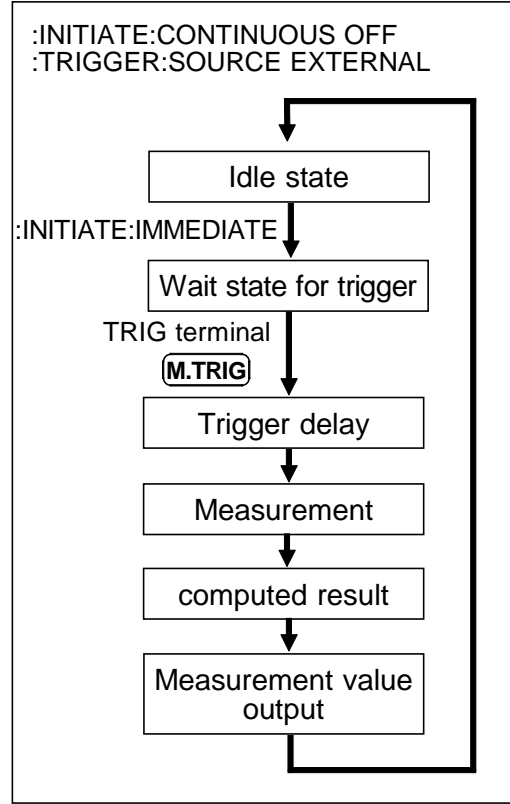 :INITIATE:CONTINUOUS OFF
:TRIGGER:SOURCE EXTERNAL
Idle state
:INITIATE:IMMEDIATE
Wait state for trigger
TRIG terminal
M.TRIG
Trigger delay
Measurement
computed result
Measurement value
output